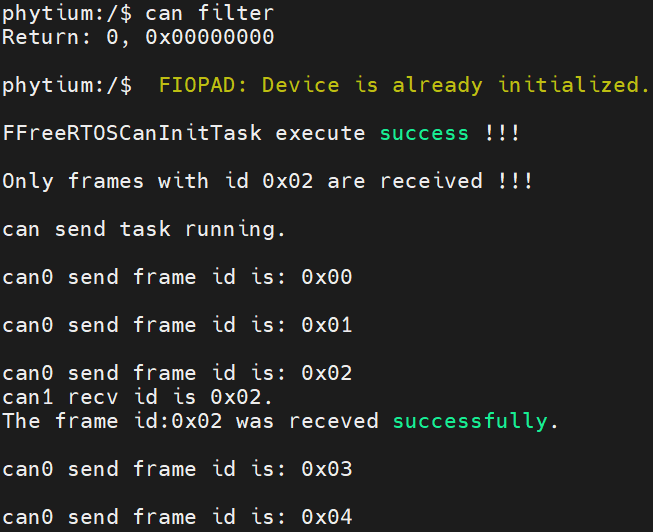 phytium:/$ can filter
Return: 0, 0x00000000
phytium:/$  FIOPAD: Device is already initialized.
FFreeRTOSCanInitTask execute success !!!
Only frames with id 0x02 are received !!!
can send task running.
can0 send frame id is: 0x00
can0 send frame id is: 0x01
can0 send frame id is: 0x02
can1 recv id is 0x02.
The frame id:0x02 was receved successfully.
can0 send frame id is: 0x03
can0 send frame id is: 0x04